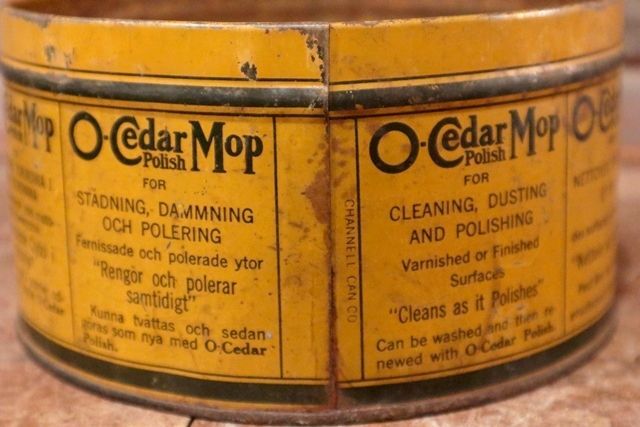 Mop
O-Cedar Mop
Polish
FOR
STÄDNING, DAMMNING
OCH POLERING
Fernissade och polerade ytor
"Rengör och polerar
samtidigt"
Kunna tvättas och sedan
göras som nya med O-Cedar
Polish.
CHANNELL CAN CO
O-Cedar Mop
Polish
FOR
CLEANING, DUSTING
AND POLISHING
Varnished or Finished
Surfaces
"Cleans as it Polishes"
Can be washed and then re
newed with O-Cedar Polish.